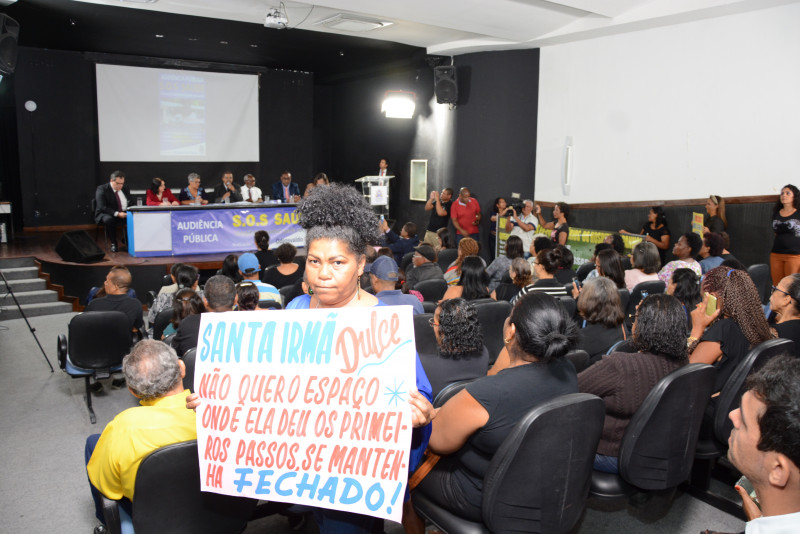 AUDIÊNCIA
PÚBLICA
S.O.S SAÚ
SANTA IRMÃ Dulce
NÃO QUER O ESPAÇO
ONDE ELA DEU OS PRIMEI-
ROS PASSOS, SE MANTEN-
HA FECHADO!